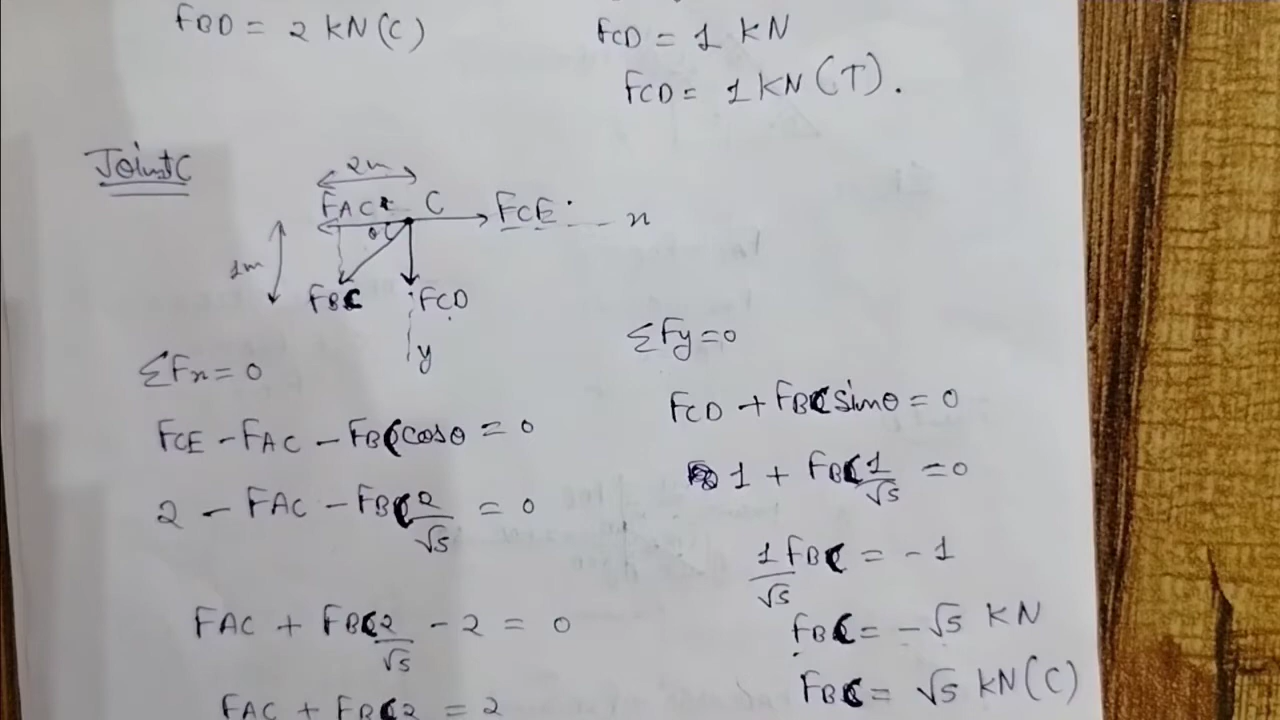 FBD = 2 KN(C)
FCD = 1 KN
FCD = 1 KN (T).
Joint C
2m
FAC C FCE x
θ
1m
FBC FCD
y
ΣFx=0
FCE - FAC - FBC cosθ = 0
2 - FAC - FBC 2/√5 = 0
FAC + FBC 2/√5 - 2 = 0
FAC + FBC 2 = 2
ΣFy=0
FCD + FBC sinθ = 0
1 + FBC 1/√5 = 0
1/√5 FBC = -1
FBC = -√5 KN
FBC = √5 KN(C)